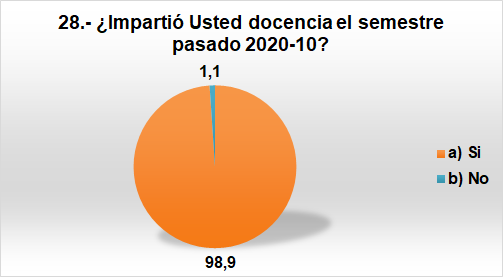 28.- ¿Impartió Usted docencia el semestre
pasado 2020-10?
1,1
a) Si
b) No
98,9